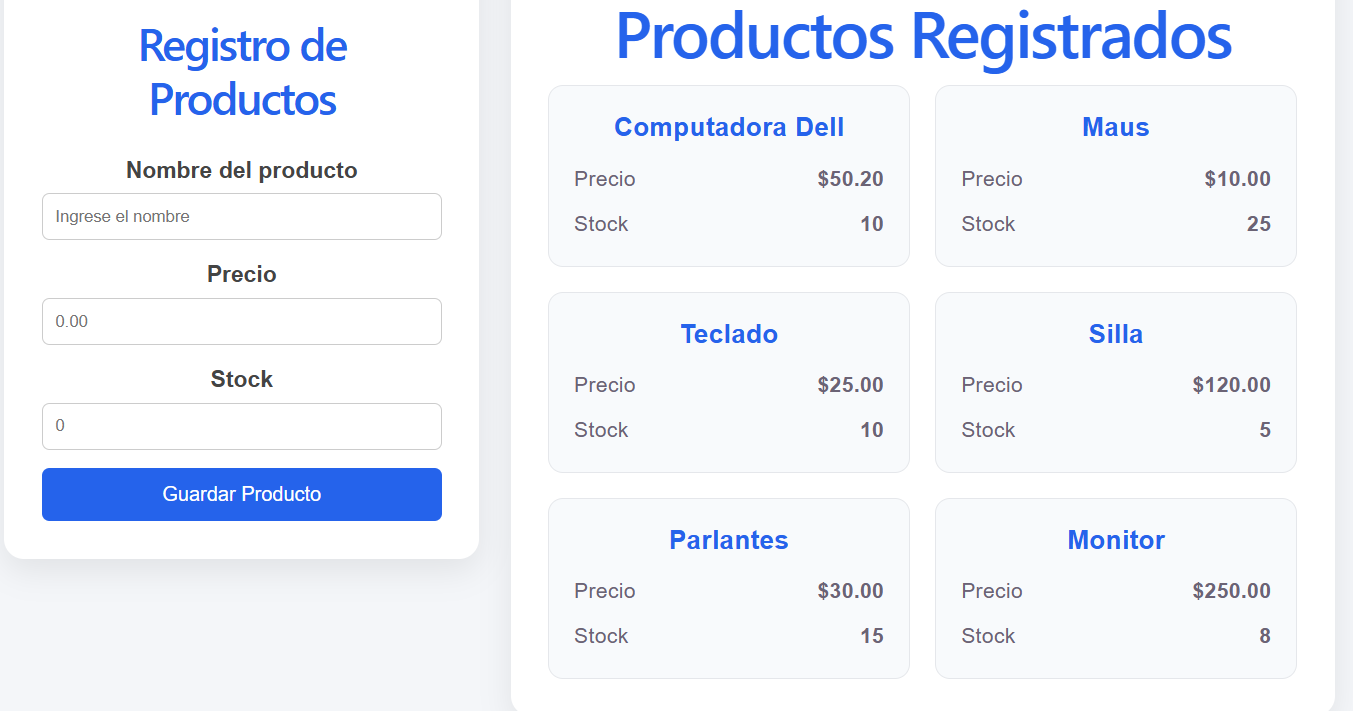 Registro de
Productos
Nombre del producto
Ingrese el nombre
Precio
0.00
Stock
0
Guardar Producto
Productos Registrados
Computadora Dell
Precio $50.20
Stock 10
Maus
Precio $10.00
Stock 25
Teclado
Precio $25.00
Stock 10
Silla
Precio $120.00
Stock 5
Parlantes
Precio $30.00
Stock 15
Monitor
Precio $250.00
Stock 8